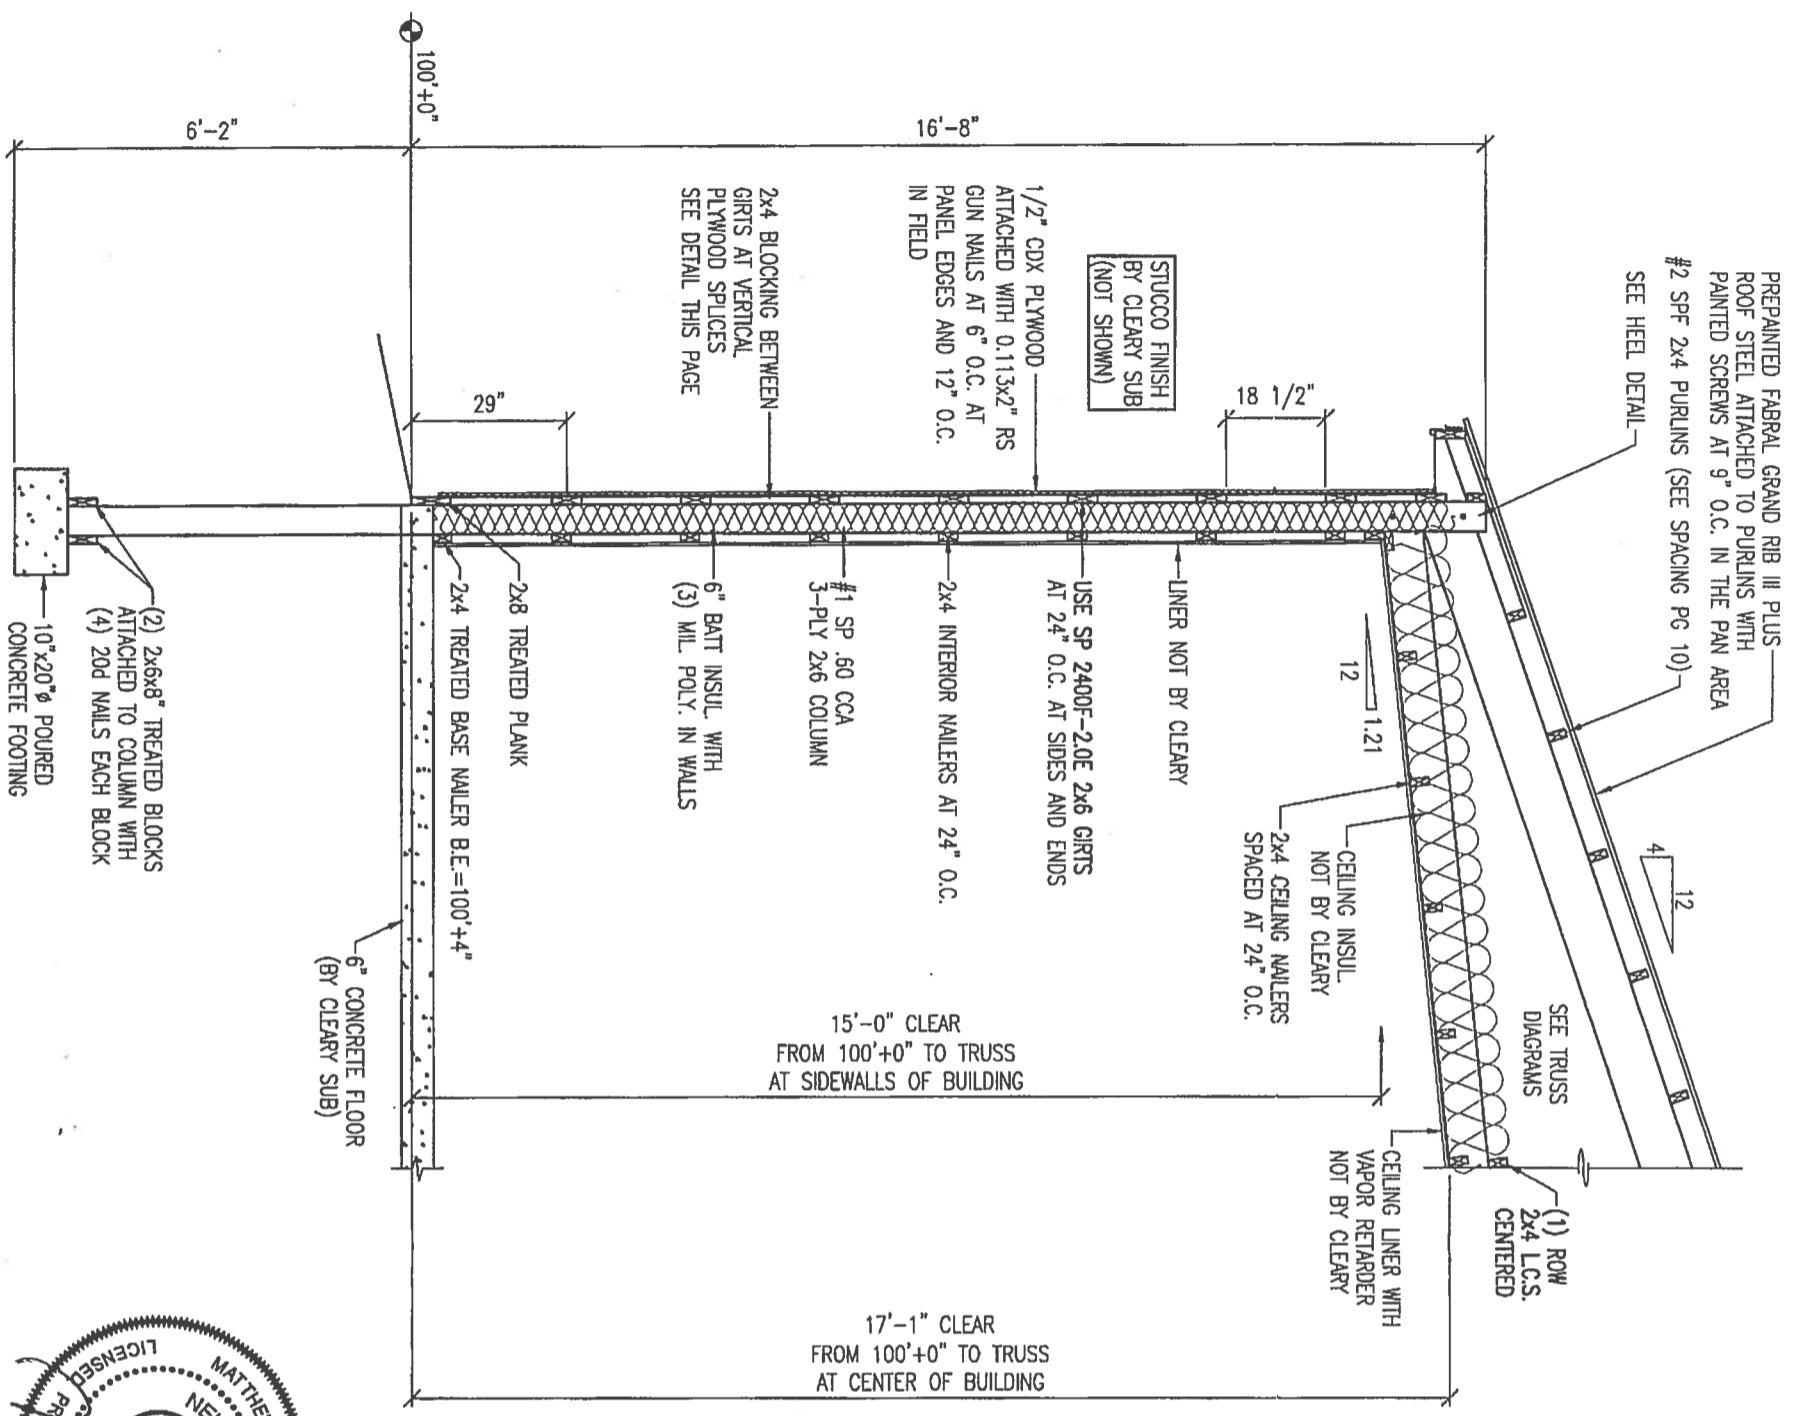 PREPAINTED FABRAL GRAND RIB III PLUS
ROOF STEEL ATTACHED TO PURLINS WITH
PAINTED SCREWS AT 9" O.C. IN THE PAN AREA
#2 SPF 2x4 PURLINS (SEE SPACING PG 10)
SEE HEEL DETAIL
12
4
SEE TRUSS
DIAGRAMS
(1) ROW
2x4 L.C.S.
CENTERED
CEILING LINER WITH
VAPOR RETARDER
NOT BY CLEARY
12
1.21
CEILING INSUL.
NOT BY CLEARY
2x4 CEILING NAILERS
SPACED AT 24" O.C.
100'+0"
6'-2"
16'-8"
STUCCO FINISH
BY CLEARY SUB
(NOT SHOWN)
18 1/2"
1/2" CDX PLYWOOD
ATTACHED WITH 0.113x2" RS
GUN NAILS AT 6" O.C. AT
PANEL EDGES AND 12" O.C.
IN FIELD
2x4 BLOCKING BETWEEN
GIRTS AT VERTICAL
PLYWOOD SPLICES
SEE DETAIL THIS PAGE
29"
LINER NOT BY CLEARY
USE SP 2400F-2.0E 2x6 GIRTS
AT 24" O.C. AT SIDES AND ENDS
2x4 INTERIOR NAILERS AT 24" O.C.
#1 SP .60 CCA
3-PLY 2x6 COLUMN
6" BATT INSUL. WITH
(3) MIL. POLY. IN WALLS
2x8 TREATED PLANK
2x4 TREATED BASE NAILER B.E.=100'+4"
15'-0" CLEAR
FROM 100'+0" TO TRUSS
AT SIDEWALLS OF BUILDING
17'-1" CLEAR
FROM 100'+0" TO TRUSS
AT CENTER OF BUILDING
6" CONCRETE FLOOR
(BY CLEARY SUB)
(2) 2x6x8" TREATED BLOCKS
ATTACHED TO COLUMN WITH
(4) 20d NAILS EACH BLOCK
10"x20"ø POURED
CONCRETE FOOTING
LICENSED